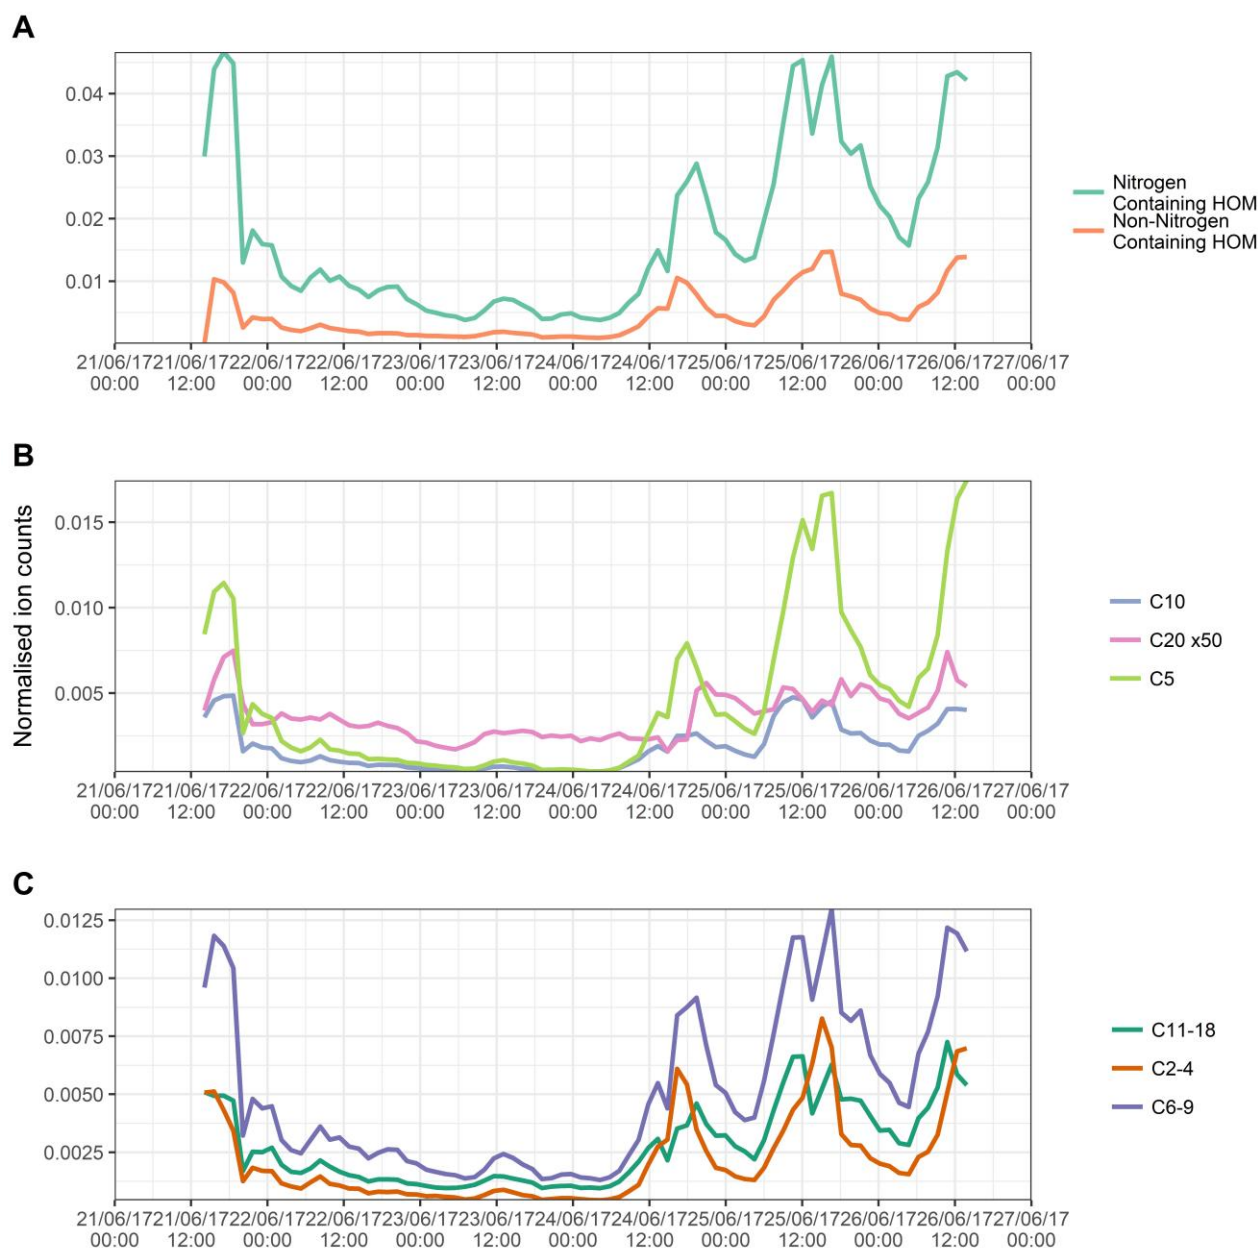 A
0.04
0.03
0.02
0.01
21/06/17 21/06/17 22/06/17 22/06/17 23/06/17 23/06/17 24/06/17 24/06/17 25/06/17 25/06/17 26/06/17 26/06/17 27/06/17
00:00 12:00 00:00 12:00 00:00 12:00 00:00 12:00 00:00 12:00 00:00 12:00 00:00
Nitrogen
Containing HOM
Non-Nitrogen
Containing HOM
B
Normalised ion counts
0.015
0.010
0.005
21/06/17 21/06/17 22/06/17 22/06/17 23/06/17 23/06/17 24/06/17 24/06/17 25/06/17 25/06/17 26/06/17 26/06/17 27/06/17
00:00 12:00 00:00 12:00 00:00 12:00 00:00 12:00 00:00 12:00 00:00 12:00 00:00
C10
C20 x50
C5
C
0.0125
0.0100
0.0075
0.0050
0.0025
21/06/17 21/06/17 22/06/17 22/06/17 23/06/17 23/06/17 24/06/17 24/06/17 25/06/17 25/06/17 26/06/17 26/06/17 27/06/17
00:00 12:00 00:00 12:00 00:00 12:00 00:00 12:00 00:00 12:00 00:00 12:00 00:00
C11-18
C2-4
C6-9